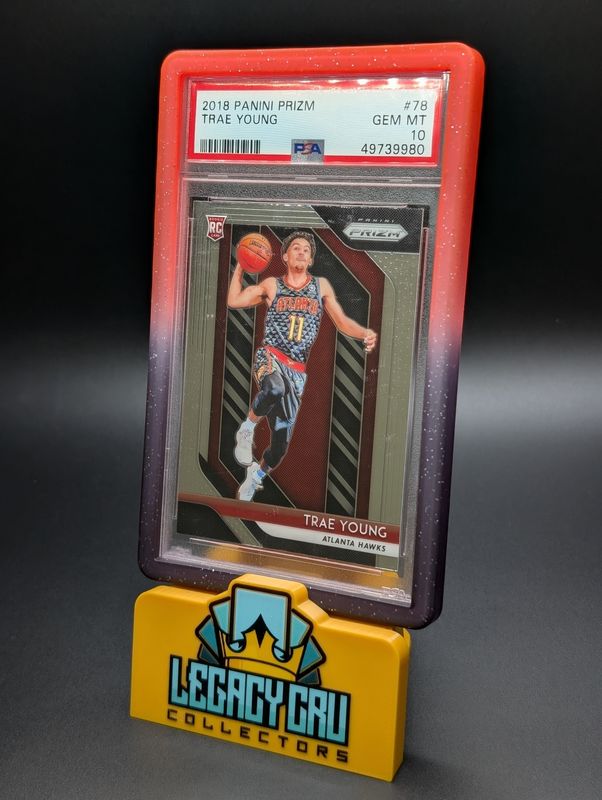 2018 PANINI PRIZM #78
TRAE YOUNG GEM MT
10
PSA 49739980
RC
PANINI
PRIZM
ATLANTA
11
TRAE YOUNG
ATLANTA HAWKS
LEGACY CRU
COLLECTORS